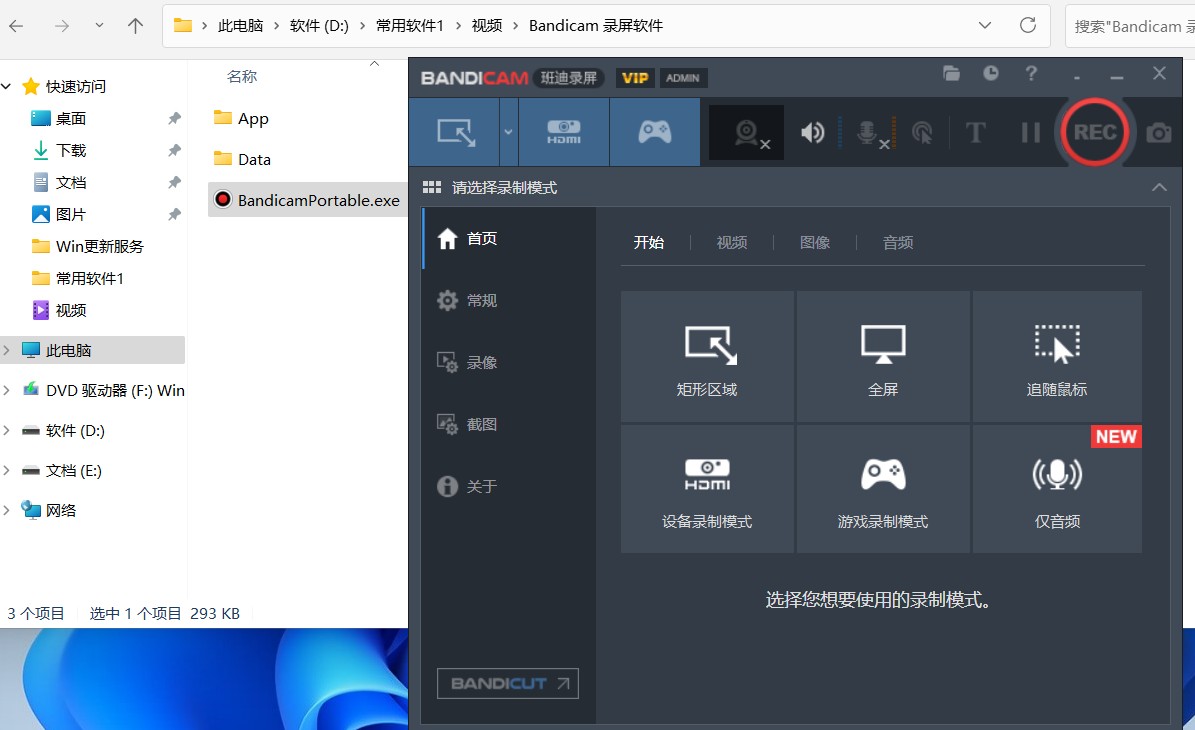 此电脑 › 软件 (D:) › 常用软件1 › 视频 › Bandicam 录屏软件
搜索"Bandicam 录
名称
快速访问
桌面
下载
文档
图片
Win更新服务
常用软件1
视频
此电脑
DVD 驱动器 (F:) Win
软件 (D:)
文档 (E:)
网络
App
Data
BandicamPortable.exe
3 个项目 选中 1 个项目 293 KB
BANDICAM 班迪录屏 VIP ADMIN
HDMI
T
REC
请选择录制模式
首页
常规
录像
截图
关于
BANDICUT
开始 视频 图像 音频
矩形区域 全屏 追随鼠标
NEW
HDMI
设备录制模式 游戏录制模式 仅音频
选择您想要使用的录制模式。